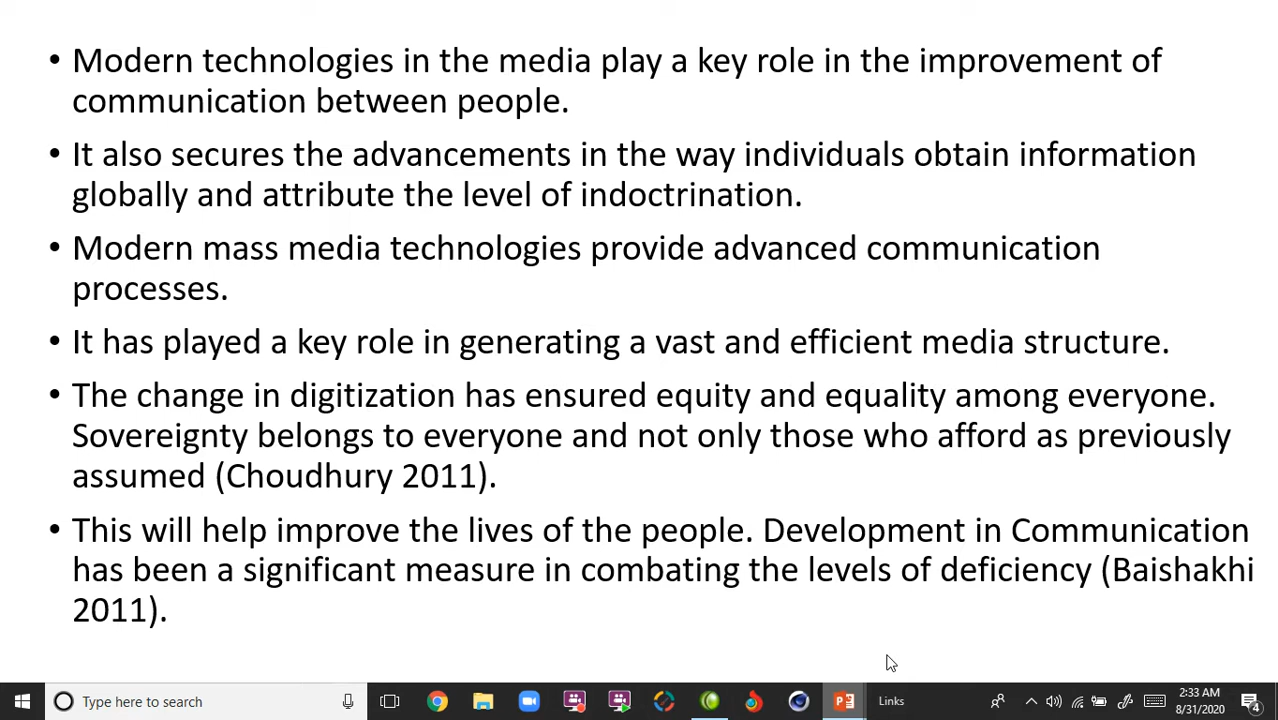 • Modern technologies in the media play a key role in the improvement of
communication between people.
• It also secures the advancements in the way individuals obtain information
globally and attribute the level of indoctrination.
• Modern mass media technologies provide advanced communication
processes.
• It has played a key role in generating a vast and efficient media structure.
• The change in digitization has ensured equity and equality among everyone.
Sovereignty belongs to everyone and not only those who afford as previously
assumed (Choudhury 2011).
• This will help improve the lives of the people. Development in Communication
has been a significant measure in combating the levels of deficiency (Baishakhi
2011).
Type here to search
Links
2:33 AM
8/31/2020
4